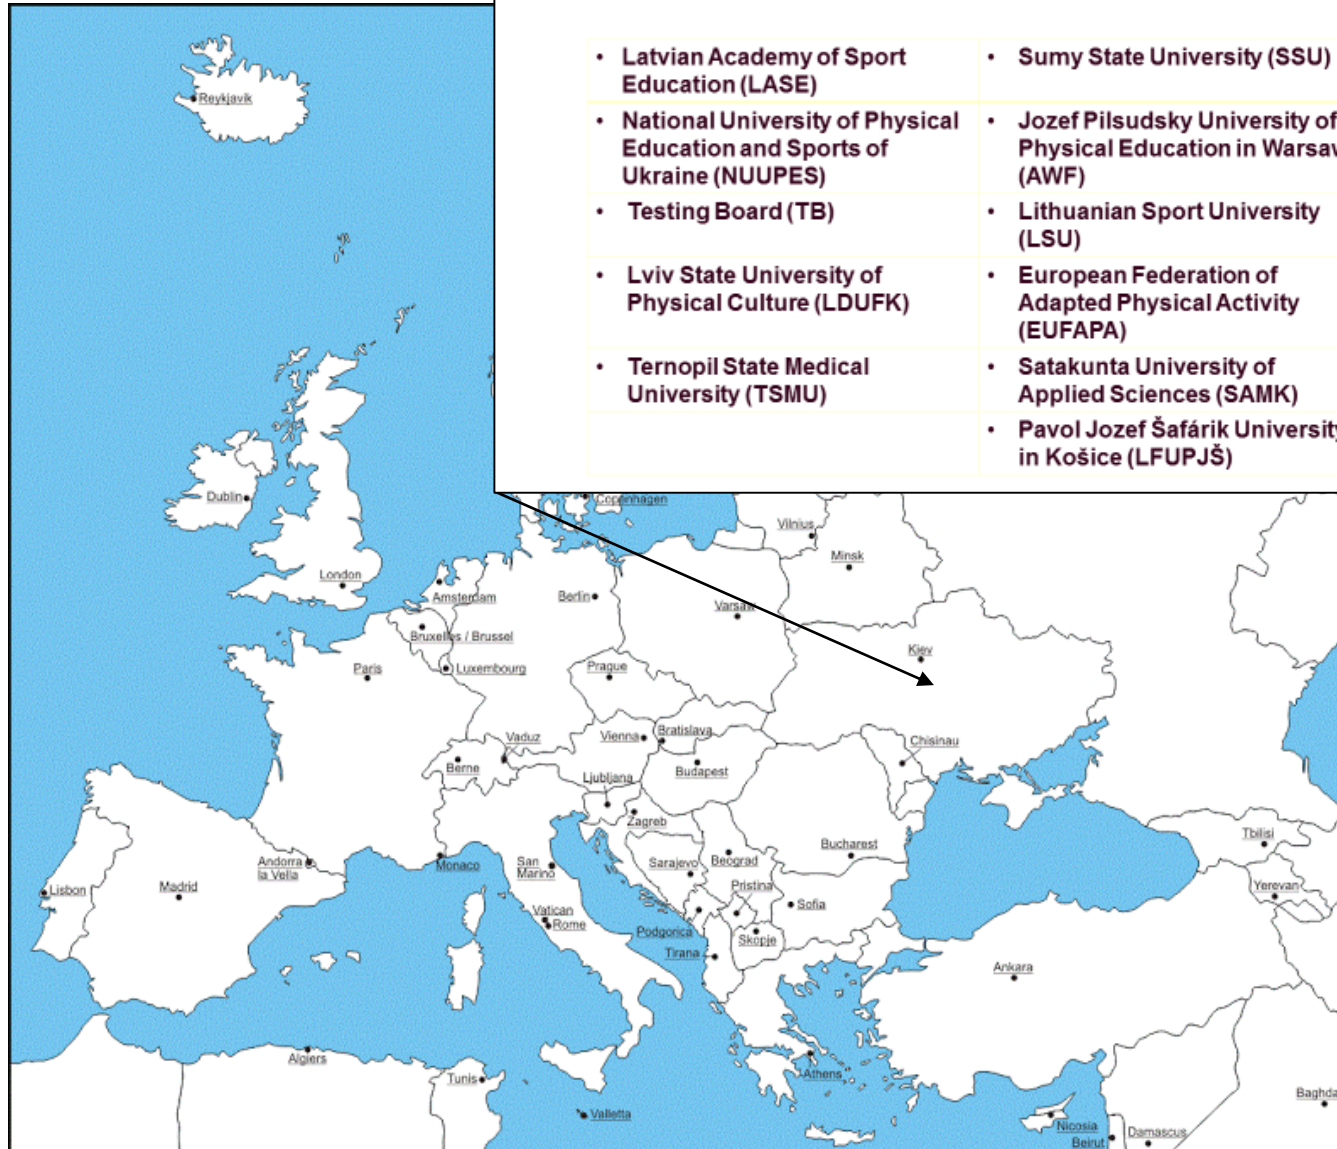 • Latvian Academy of Sport
Education (LASE)
• Sumy State University (SSU)
• National University of Physical
Education and Sports of
Ukraine (NUUPES)
• Jozef Pilsudsky University of
Physical Education in Warsaw
(AWF)
• Testing Board (TB)
• Lithuanian Sport University
(LSU)
• Lviv State University of
Physical Culture (LDUFK)
• European Federation of
Adapted Physical Activity
(EUFAPA)
• Ternopil State Medical
University (TSMU)
• Satakunta University of
Applied Sciences (SAMK)
• Pavol Jozef Šafárik University
in Košice (LFUPJŠ)
Reykjavik
Dublin
Copenhagen
Vilnius
Minsk
London
Amsterdam
Berlin
Varsaw
Bruxelles / Brussel
Kiev
Paris
Luxembourg
Prague
Vaduz
Vienna
Bratislava
Chisinau
Berne
Budapest
Ljubljana
Zagreb
Tbilisi
Bucharest
Andorra
la Vella
Monaco
San
Marino
Sarajevo
Beograd
Lisbon
Madrid
Pristina
Yerevan
Vatican
Rome
Sofia
Podgorica
Skopje
Tirana
Ankara
Algiers
Tunis
Athens
Baghda
Valletta
Nicosia
Beirut
Damascus